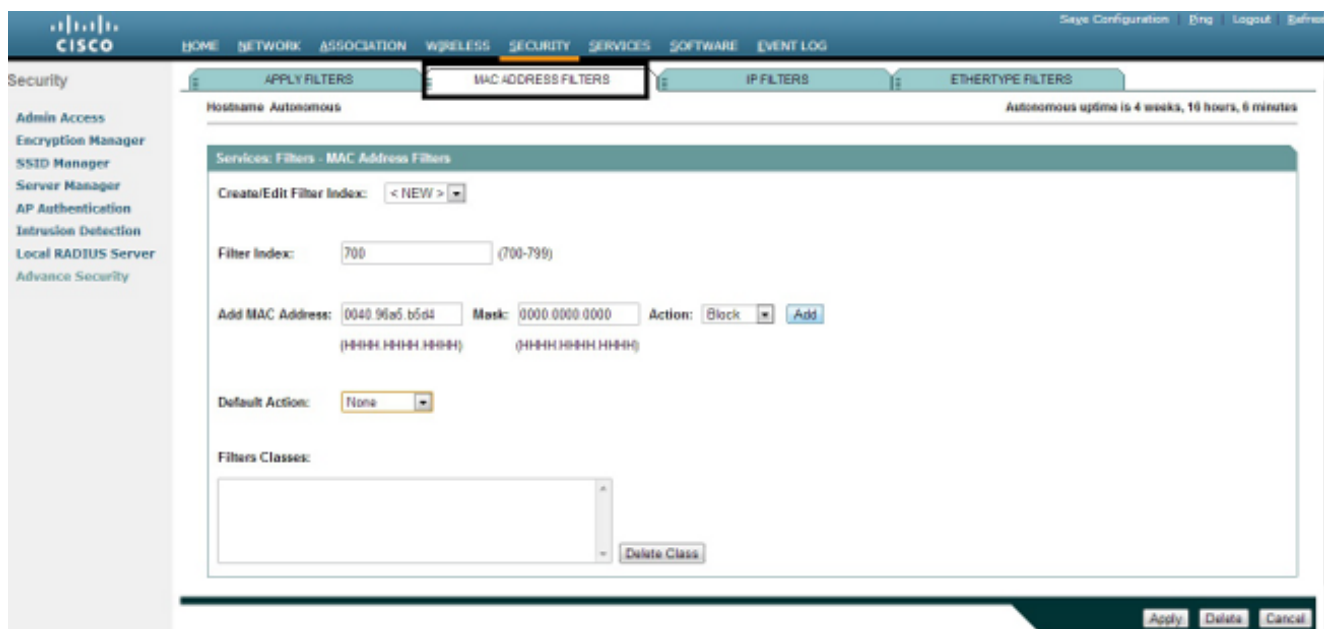 Save Configuration Ping Logout Refres
CISCO
HOME NETWORK ASSOCIATION WIRELESS SECURITY SERVICES SOFTWARE EVENT LOG
Security
APPLY FILTERS MAC ADDRESS FILTERS IP FILTERS ETHERTYPE FILTERS
Hostname Autonomous
Autonomous uptime is 4 weeks, 16 hours, 6 minutes
Admin Access
Encryption Manager
SSID Manager
Server Manager
AP Authentication
Intrusion Detection
Local RADIUS Server
Advance Security
Services: Filters - MAC Address Filters
Create/Edit Filter Index: < NEW >
Filter Index: 700 (700-799)
Add MAC Address: 0040.96a5.b5d4 Mask: 0000.0000.0000 Action: Block Add
(HHHH.HHHH.HHHH) (HHHH.HHHH.HHHH)
Default Action: None
Filters Classes:
Delete Class
Apply Delete Cancel